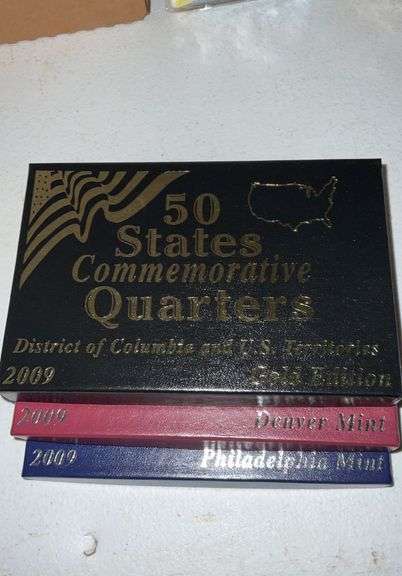 50
States
Commemorative
Quarters
District of Columbia and U.S. Territories
2009 Gold Edition
2009 Denver Mint
2009 Philadelphia Mint